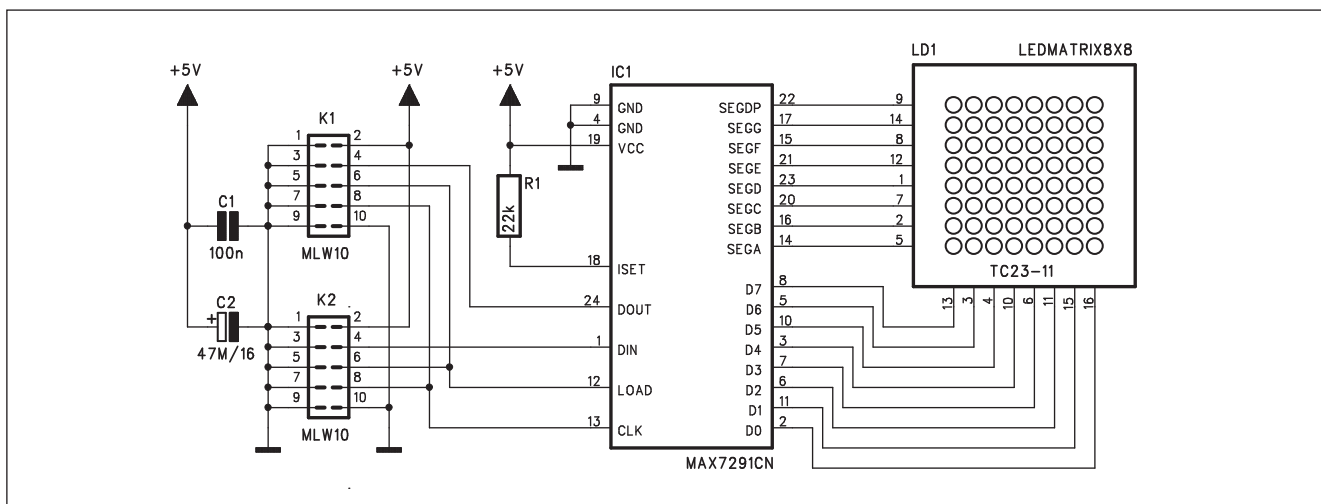 LD1 LEDMATRIX8X8
+5V +5V +5V IC1
K1
1 2
3 4
5 6
7 8
9 10
MLW10
C1
100n
C2
+
47M/16
K2
1 2
3 4
5 6
7 8
9 10
MLW10
R1
22k
9 GND
4 GND
19 VCC
18 ISET
24 DOUT
1 DIN
12 LOAD
13 CLK
SEGDP 22 9
SEGG 17 14
SEGF 15 8
SEGE 21 12
SEGD 23 1
SEGC 20 7
SEGB 16 2
SEGA 14 5
D7 8
D6 5
D5 10
D4 3
D3 7
D2 6
D1 11
D0 2
MAX7291CN
TC23-11
13 3 4 10 6 11 15 16